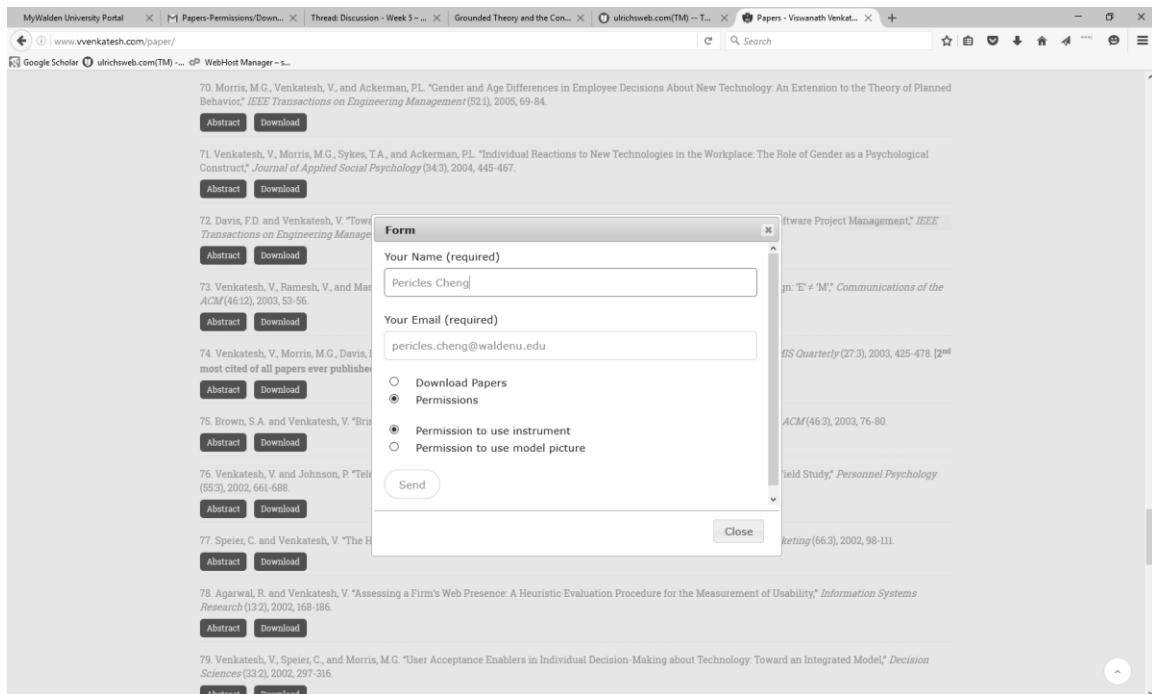 MyWalden University Portal
Papers-Permissions/Down...
Thread: Discussion - Week 5 – ...
Grounded Theory and the Con...
ulrichsweb.com(TM) -- T...
Papers - Viswanath Venkat...
www.vvenkatesh.com/paper/
Search
Google Scholar ulrichsweb.com(TM) -... cP WebHost Manager – s...
70. Morris, M.G., Venkatesh, V., and Ackerman, P.L. “Gender and Age Differences in Employee Decisions About New Technology: An Extension to the Theory of Planned
Behavior,” IEEE Transactions on Engineering Management (52:1), 2005, 69-84.
Abstract Download
71. Venkatesh, V., Morris, M.G., Sykes, T.A., and Ackerman, P.L. “Individual Reactions to New Technologies in the Workplace: The Role of Gender as a Psychological
Construct,” Journal of Applied Social Psychology (34:3), 2004, 445-467.
Abstract Download
72. Davis, F.D. and Venkatesh, V. “Towa
ftware Project Management,” IEEE
Transactions on Engineering Manage
Abstract Download
73. Venkatesh, V., Ramesh, V., and Mas
gn: ‘E’ ≠ ‘M’,” Communications of the
ACM (46:12), 2003, 53-56.
Abstract Download
74. Venkatesh, V., Morris, M.G., Davis,
MIS Quarterly (27:3), 2003, 425-478. [2nd
most cited of all papers ever publishe
Abstract Download
75. Brown, S.A. and Venkatesh, V. “Bri
ACM (46:3), 2003, 76-80.
Abstract Download
76. Venkatesh, V. and Johnson, P. “Tele
Field Study,” Personnel Psychology
(55:3), 2002, 661-688.
Abstract Download
77. Speier, C. and Venkatesh, V. “The H
keting (66:3), 2002, 98-111.
Abstract Download
78. Agarwal, R. and Venkatesh, V. “Assessing a Firm’s Web Presence: A Heuristic Evaluation Procedure for the Measurement of Usability,” Information Systems
Research (13:2), 2002, 168-186.
Abstract Download
79. Venkatesh, V., Speier, C., and Morris, M.G. “User Acceptance Enablers in Individual Decision-Making about Technology: Toward an Integrated Model,” Decision
Sciences (33:2), 2002, 297-316.
Abstract Download
Form
Your Name (required)
Pericles Cheng
Your Email (required)
pericles.cheng@waldenu.edu
Download Papers
Permissions
Permission to use instrument
Permission to use model picture
Send
Close